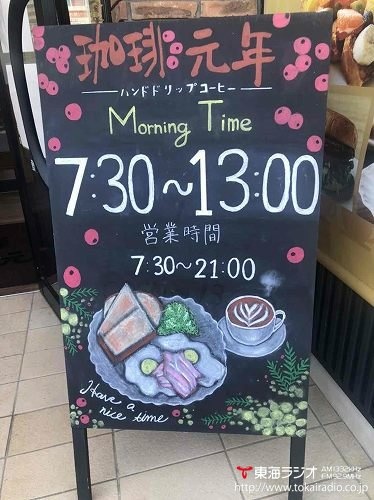 珈琲元年
ハンドドリップコーヒー
Morning Time
7:30~13:00
営業時間
7:30~21:00
Have a
nice time
東海ラジオ AM1332kHz
FM92.9MHz
http://www.tokairadio.co.jp